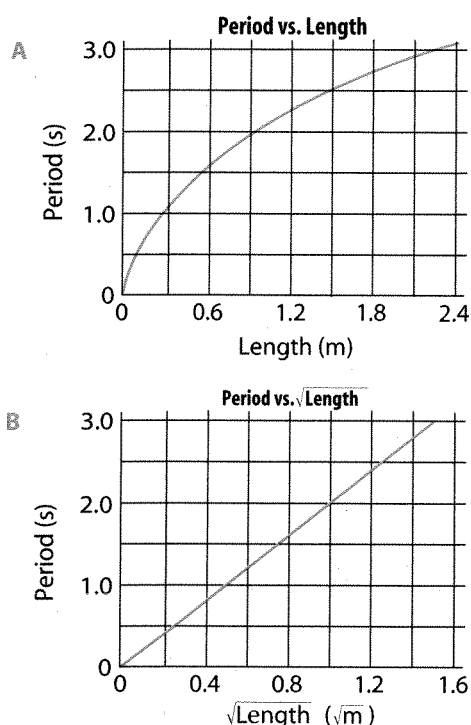 A
Period vs. Length
3.0
2.0
1.0
0
Period (s)
0 0.6 1.2 1.8 2.4
Length (m)
B
Period vs. √Length
3.0
2.0
1.0
0
Period (s)
0 0.4 0.8 1.2 1.6
√Length (√m)